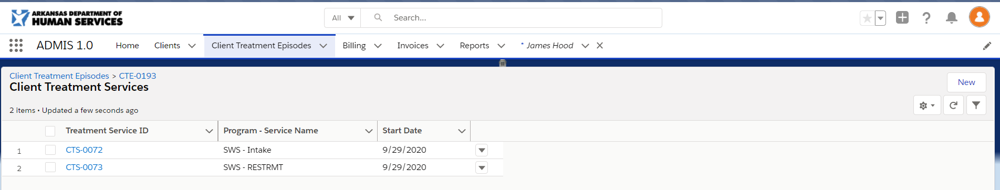 ARKANSAS DEPARTMENT OF
HUMAN SERVICES
All Search...
ADMIS 1.0 Home Clients Client Treatment Episodes Billing Invoices Reports * James Hood
Client Treatment Episodes > CTE-0193
Client Treatment Services
New
2 items • Updated a few seconds ago
Treatment Service ID Program - Service Name Start Date
1 CTS-0072 SWS - Intake 9/29/2020
2 CTS-0073 SWS - RESTRMT 9/29/2020